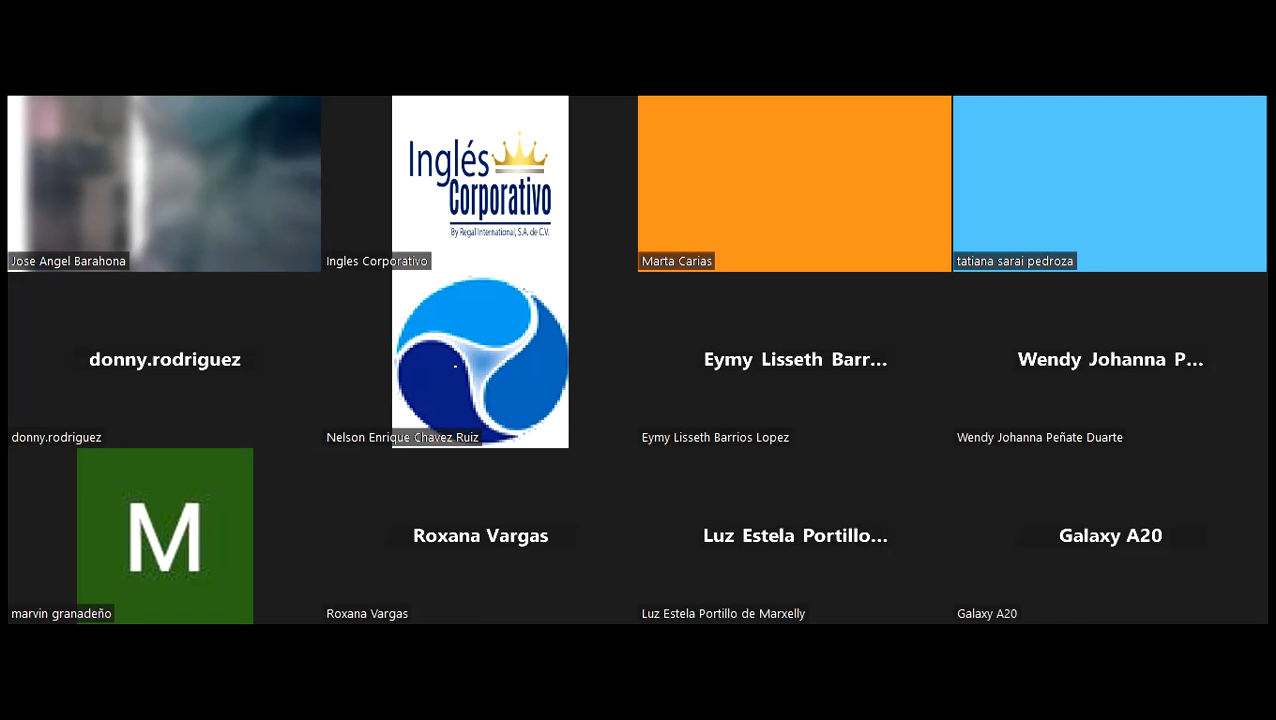 Inglés
Corporativo
By Regal International, S.A. de C.V.
Jose Angel Barahona
Ingles Corporativo
Marta Carias
tatiana sarai pedroza
donny.rodriguez
Eymy Lisseth Barr...
Wendy Johanna P...
donny.rodriguez
Nelson Enrique Chavez Ruiz
Eymy Lisseth Barrios Lopez
Wendy Johanna Peñate Duarte
M
Roxana Vargas
Luz Estela Portillo...
Galaxy A20
marvin granadeño
Roxana Vargas
Luz Estela Portillo de Marxelly
Galaxy A20